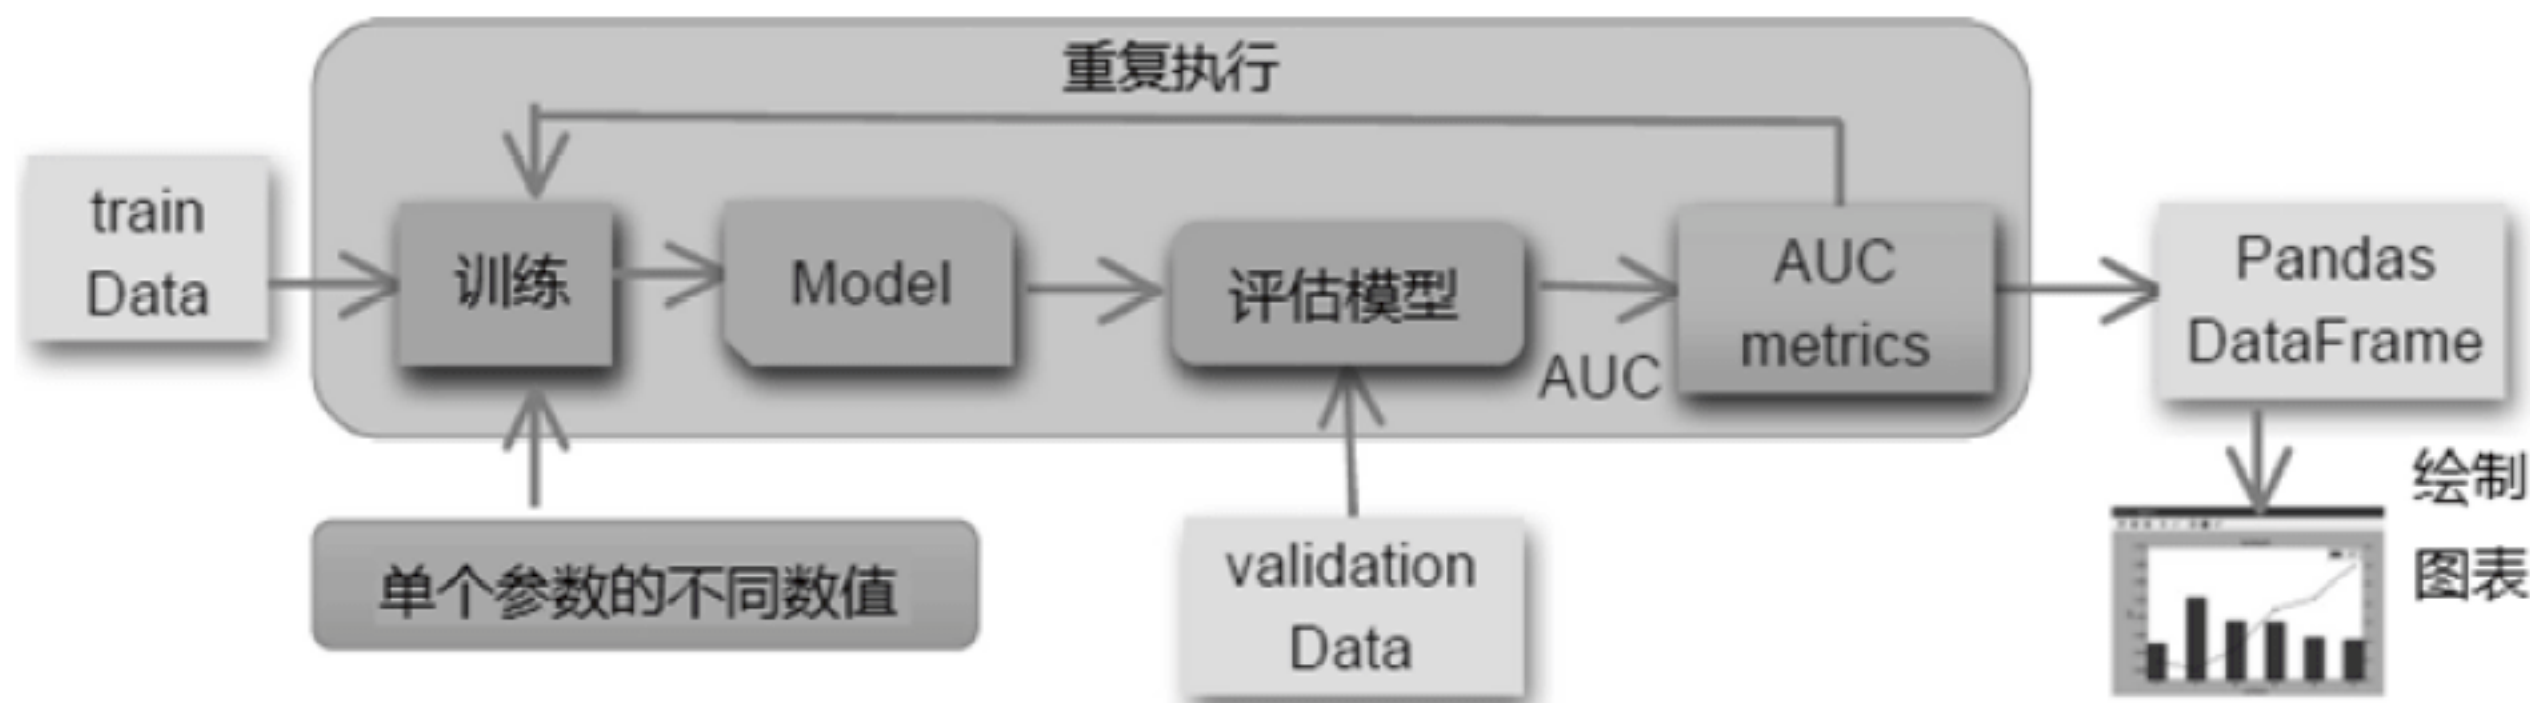 重复执行
train
Data
训练
Model
评估模型
AUC
AUC
metrics
Pandas
DataFrame
单个参数的不同数值
validation
Data
绘制
图表